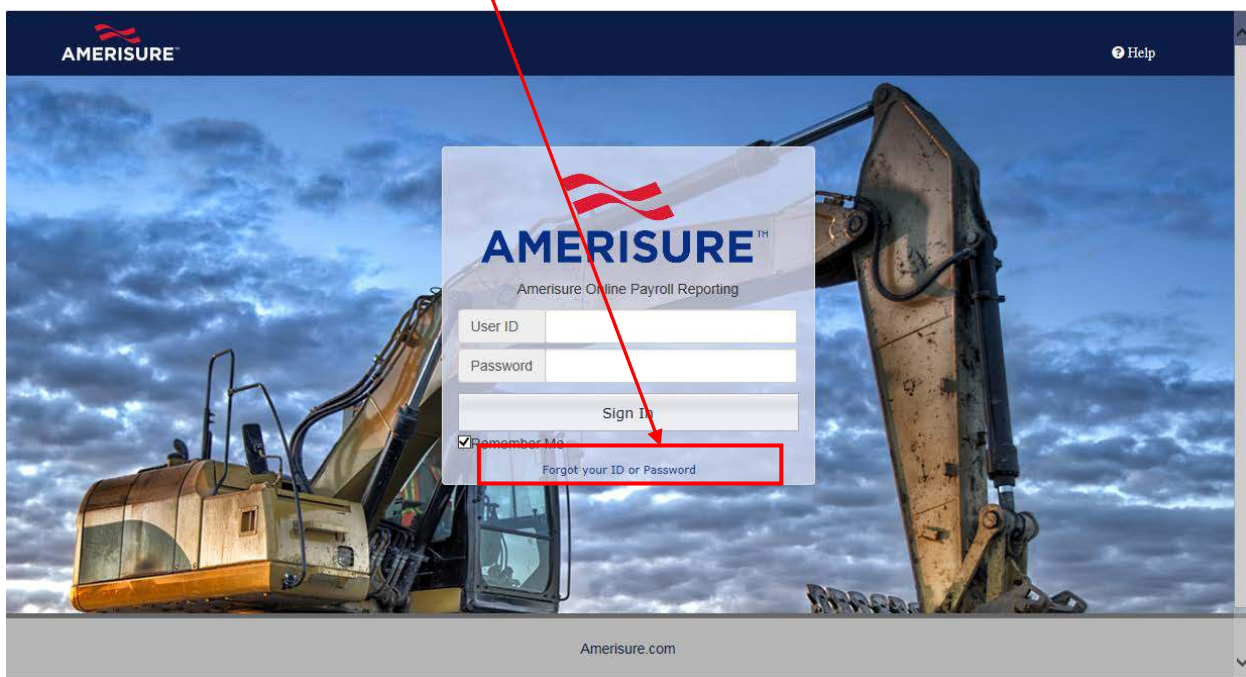 AMERISURE
Help
AMERISURE™
Amerisure Online Payroll Reporting
User ID
Password
Sign In
Remember Me
Forgot your ID or Password
Amerisure.com